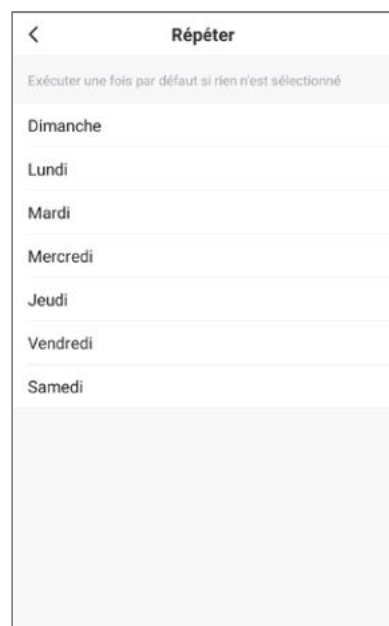 Répéter
Exécuter une fois par défaut si rien n'est sélectionné
Dimanche
Lundi
Mardi
Mercredi
Jeudi
Vendredi
Samedi